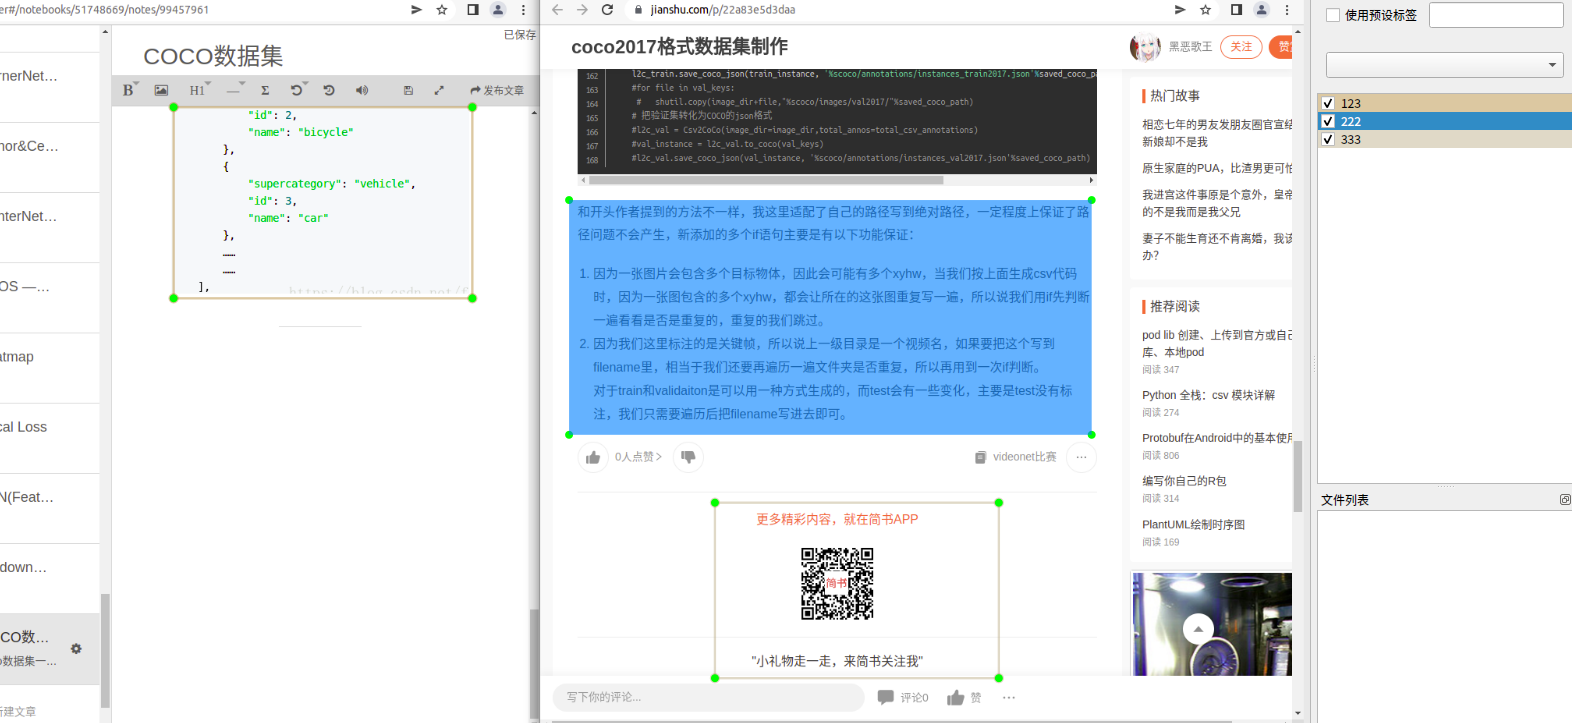 er#/notebooks/51748669/notes/99457961
已保存
COCO数据集
B
H1
Σ
发布文章
"id": 2,
"name": "bicycle"
},
{
"supercategory": "vehicle",
"id": 3,
"name": "car"
},
……
……
],
rnerNet…
nor&Ce…
nterNet…
OS —…
atmap
cal Loss
N(Feat…
down…
CO数…
o数据集一…
新建文章
jianshu.com/p/22a83e5d3daa
coco2017格式数据集制作
黑恶歌王
关注
162 l2c_train.save_coco_json(train_instance, '%scoco/annotations/instances_train2017.json'%saved_coco_pa
163 #for file in val_keys:
164 # shutil.copy(image_dir+file,"%scoco/images/val2017/"%saved_coco_path)
165 # 把验证集转化为COCO的json格式
166 #l2c_val = Csv2CoCo(image_dir=image_dir,total_annos=total_csv_annotations)
167 #val_instance = l2c_val.to_coco(val_keys)
168 #l2c_val.save_coco_json(val_instance, '%scoco/annotations/instances_val2017.json'%saved_coco_path)
和开头作者提到的方法不一样，我这里适配了自己的路径写到绝对路径，一定程度上保证了路
径问题不会产生，新添加的多个if语句主要是有以下功能保证：
1. 因为一张图片会包含多个目标物体，因此会可能有多个xyhw，当我们按上面生成csv代码
时，因为一张图包含的多个xyhw，都会让所在的这张图重复写一遍，所以说我们用if先判断
一遍看看是否是重复的，重复的我们跳过。
2. 因为我们这里标注的是关键帧，所以说上一级目录是一个视频名，如果要把这个写到
filename里，相当于我们还要再遍历一遍文件夹是否重复，所以再用到一次if判断。
对于train和validaiton是可以用一种方式生成的，而test会有一些变化，主要是test没有标
注，我们只需要遍历后把filename写进去即可。
0人点赞 >
videonet比赛
更多精彩内容，就在简书APP
简书
"小礼物走一走，来简书关注我"
写下你的评论...
评论0
赞
热门故事
相恋七年的男友发朋友圈官宣结
新娘却不是我
原生家庭的PUA，比渣男更可怕
我进宫这件事原是个意外，皇帝
的不是我而是我父兄
妻子不能生育还不肯离婚，我该
办？
推荐阅读
pod lib 创建、上传到官方或自己
库、本地pod
阅读 347
Python 全栈：csv 模块详解
阅读 274
Protobuf在Android中的基本使用
阅读 806
编写你自己的R包
阅读 314
PlantUML绘制时序图
阅读 169
使用预设标签
123
222
333
文件列表